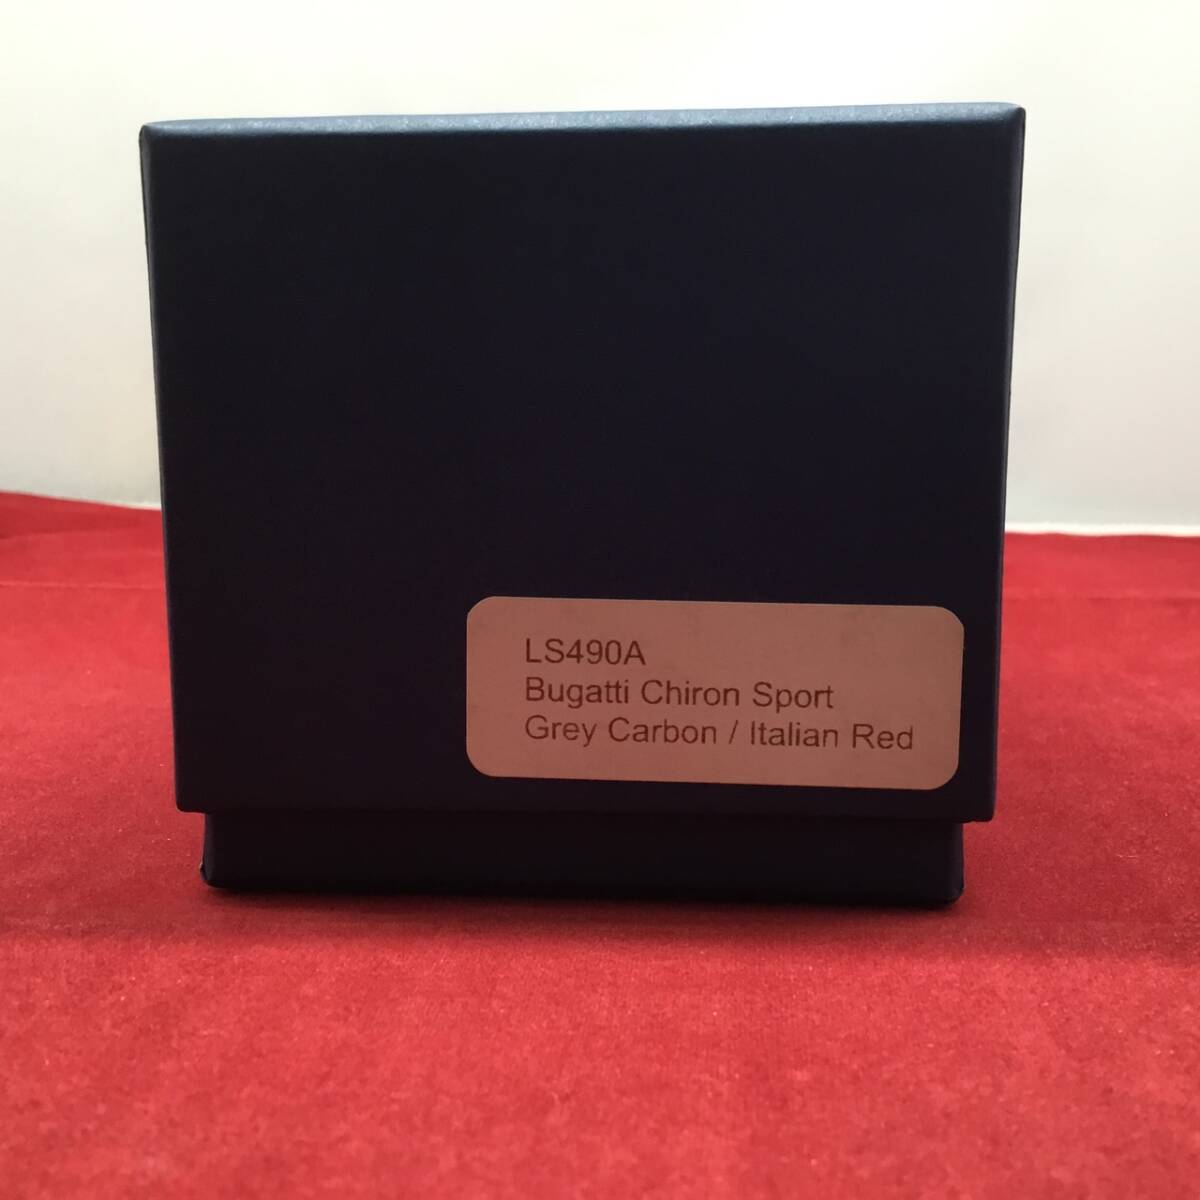 LS490A
Bugatti Chiron Sport
Grey Carbon / Italian Red